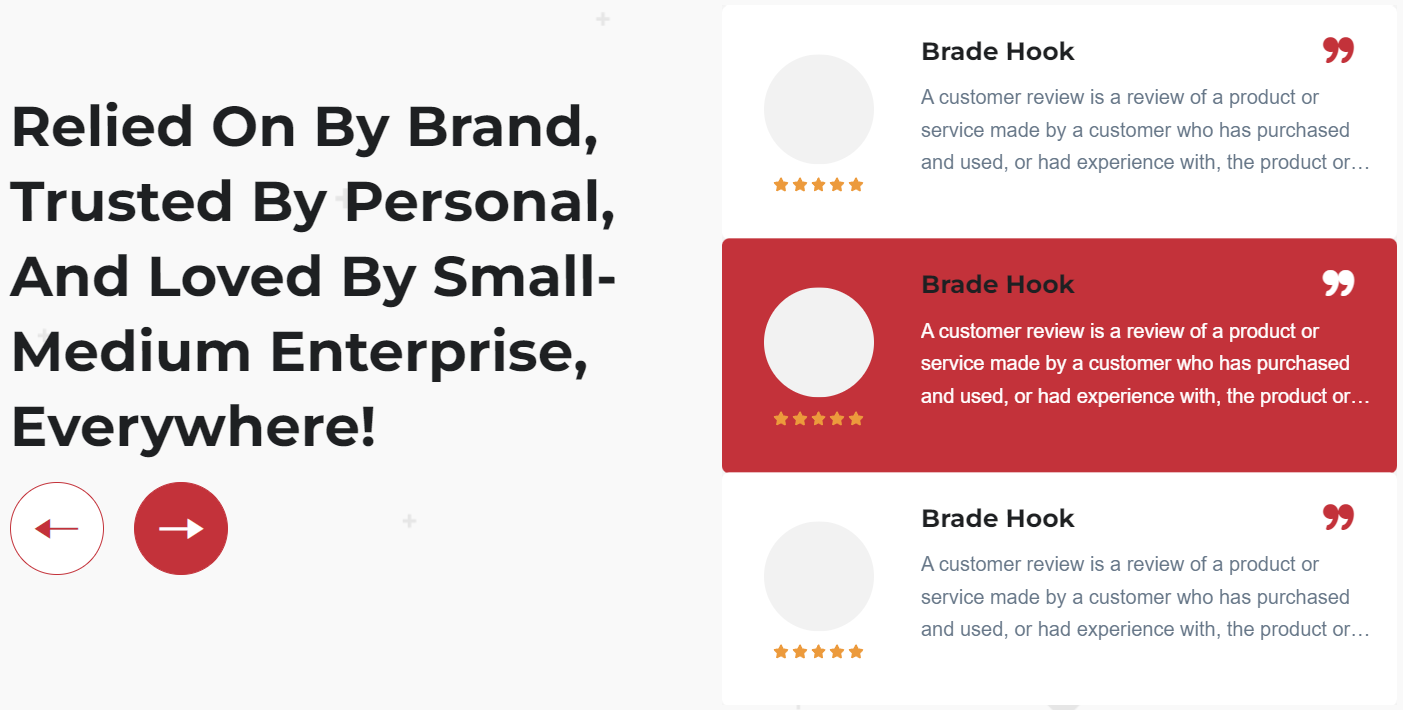 Relied On By Brand,
Trusted By Personal,
And Loved By Small-
Medium Enterprise,
Everywhere!
Brade Hook
A customer review is a review of a product or
service made by a customer who has purchased
and used, or had experience with, the product or…
Brade Hook
A customer review is a review of a product or
service made by a customer who has purchased
and used, or had experience with, the product or…
Brade Hook
A customer review is a review of a product or
service made by a customer who has purchased
and used, or had experience with, the product or…